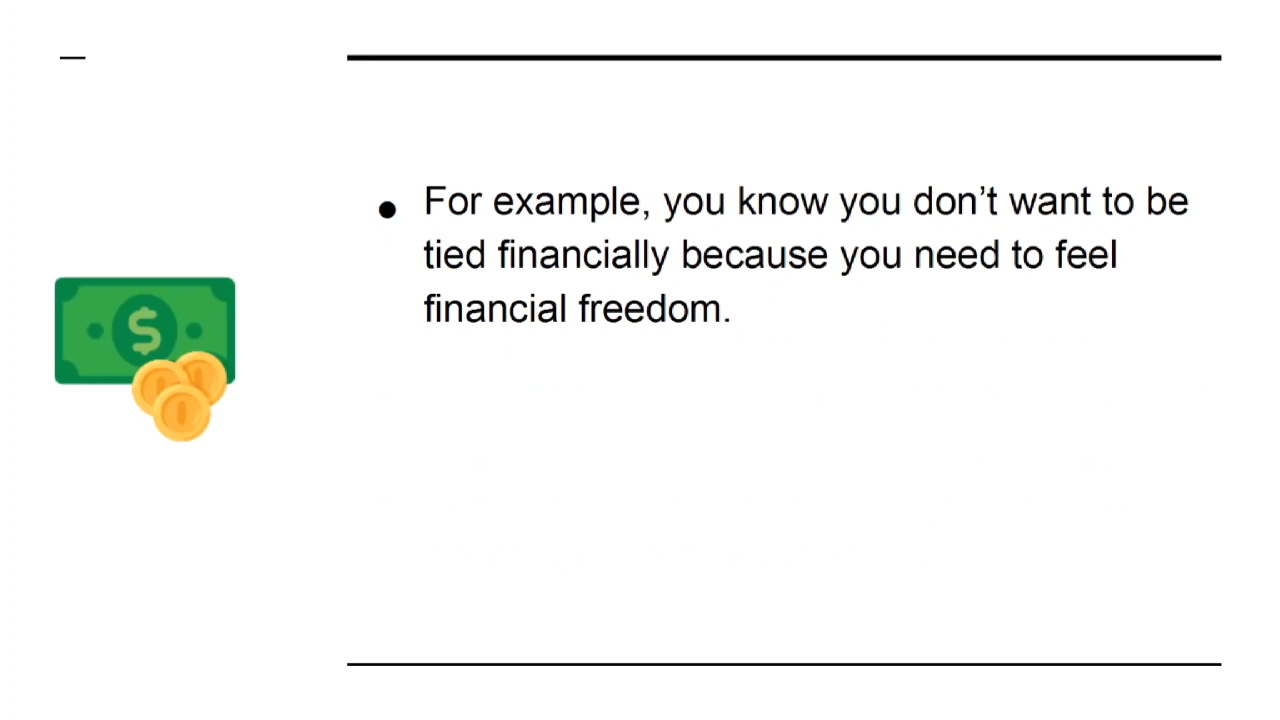 ● For example, you know you don’t want to be
tied financially because you need to feel
financial freedom.
$